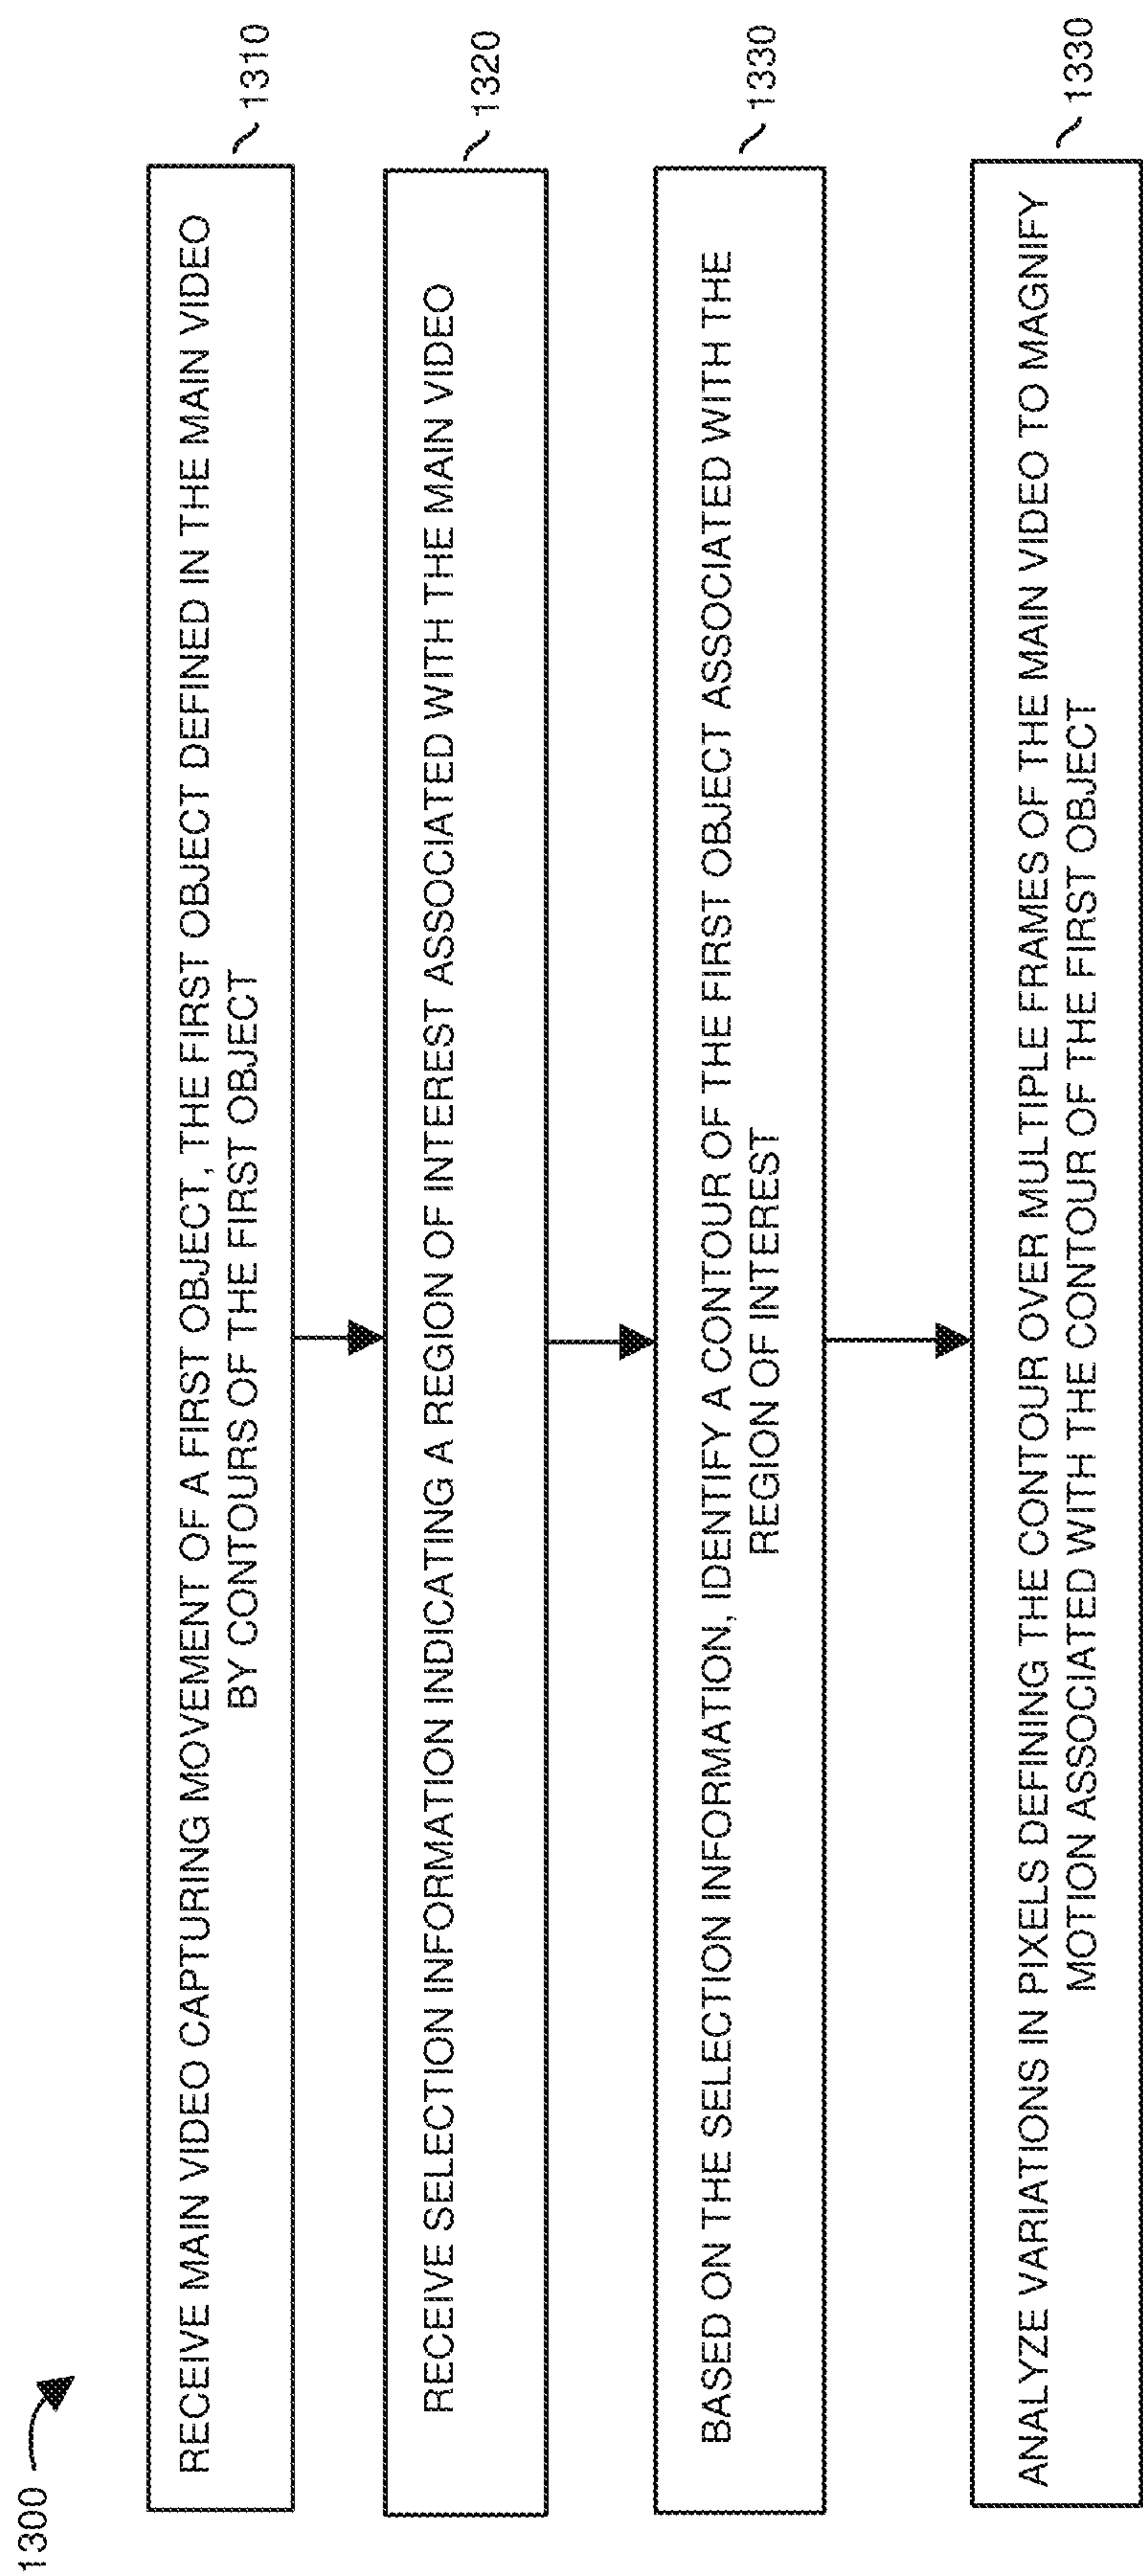 1300
RECEIVE MAIN VIDEO CAPTURING MOVEMENT OF A FIRST OBJECT, THE FIRST OBJECT DEFINED IN THE MAIN VIDEO
BY CONTOURS OF THE FIRST OBJECT
1310
RECEIVE SELECTION INFORMATION INDICATING A REGION OF INTEREST ASSOCIATED WITH THE MAIN VIDEO
1320
BASED ON THE SELECTION INFORMATION, IDENTIFY A CONTOUR OF THE FIRST OBJECT ASSOCIATED WITH THE
REGION OF INTEREST
1330
ANALYZE VARIATIONS IN PIXELS DEFINING THE CONTOUR OVER MULTIPLE FRAMES OF THE MAIN VIDEO TO MAGNIFY
MOTION ASSOCIATED WITH THE CONTOUR OF THE FIRST OBJECT
1330